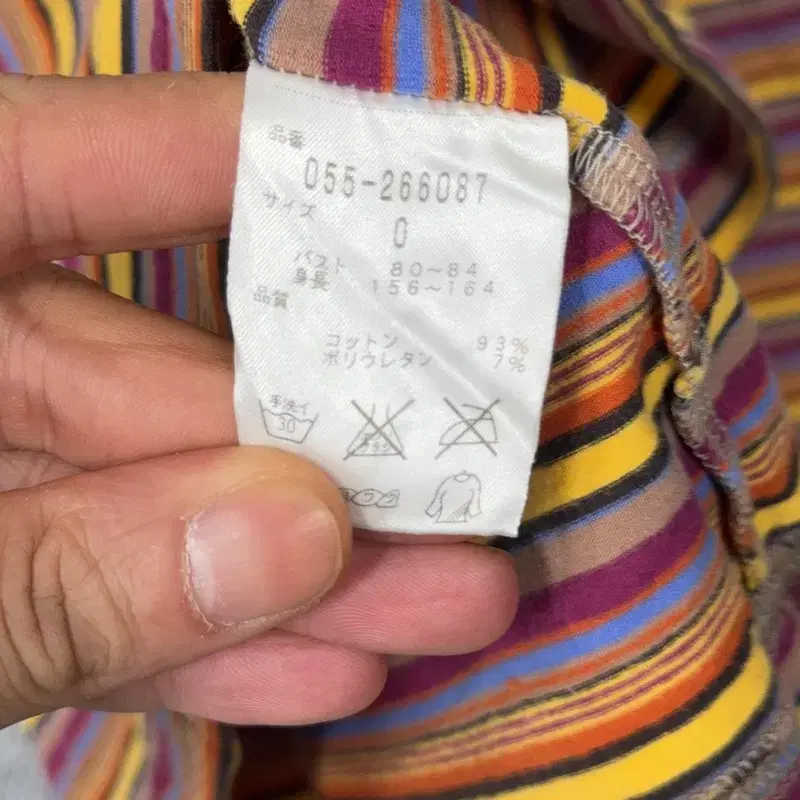 品番
055-266087
サイズ
0
バスト 80~84
身長 156~164
品質
コットン 93%
ポリウレタン 7%
手洗イ
30